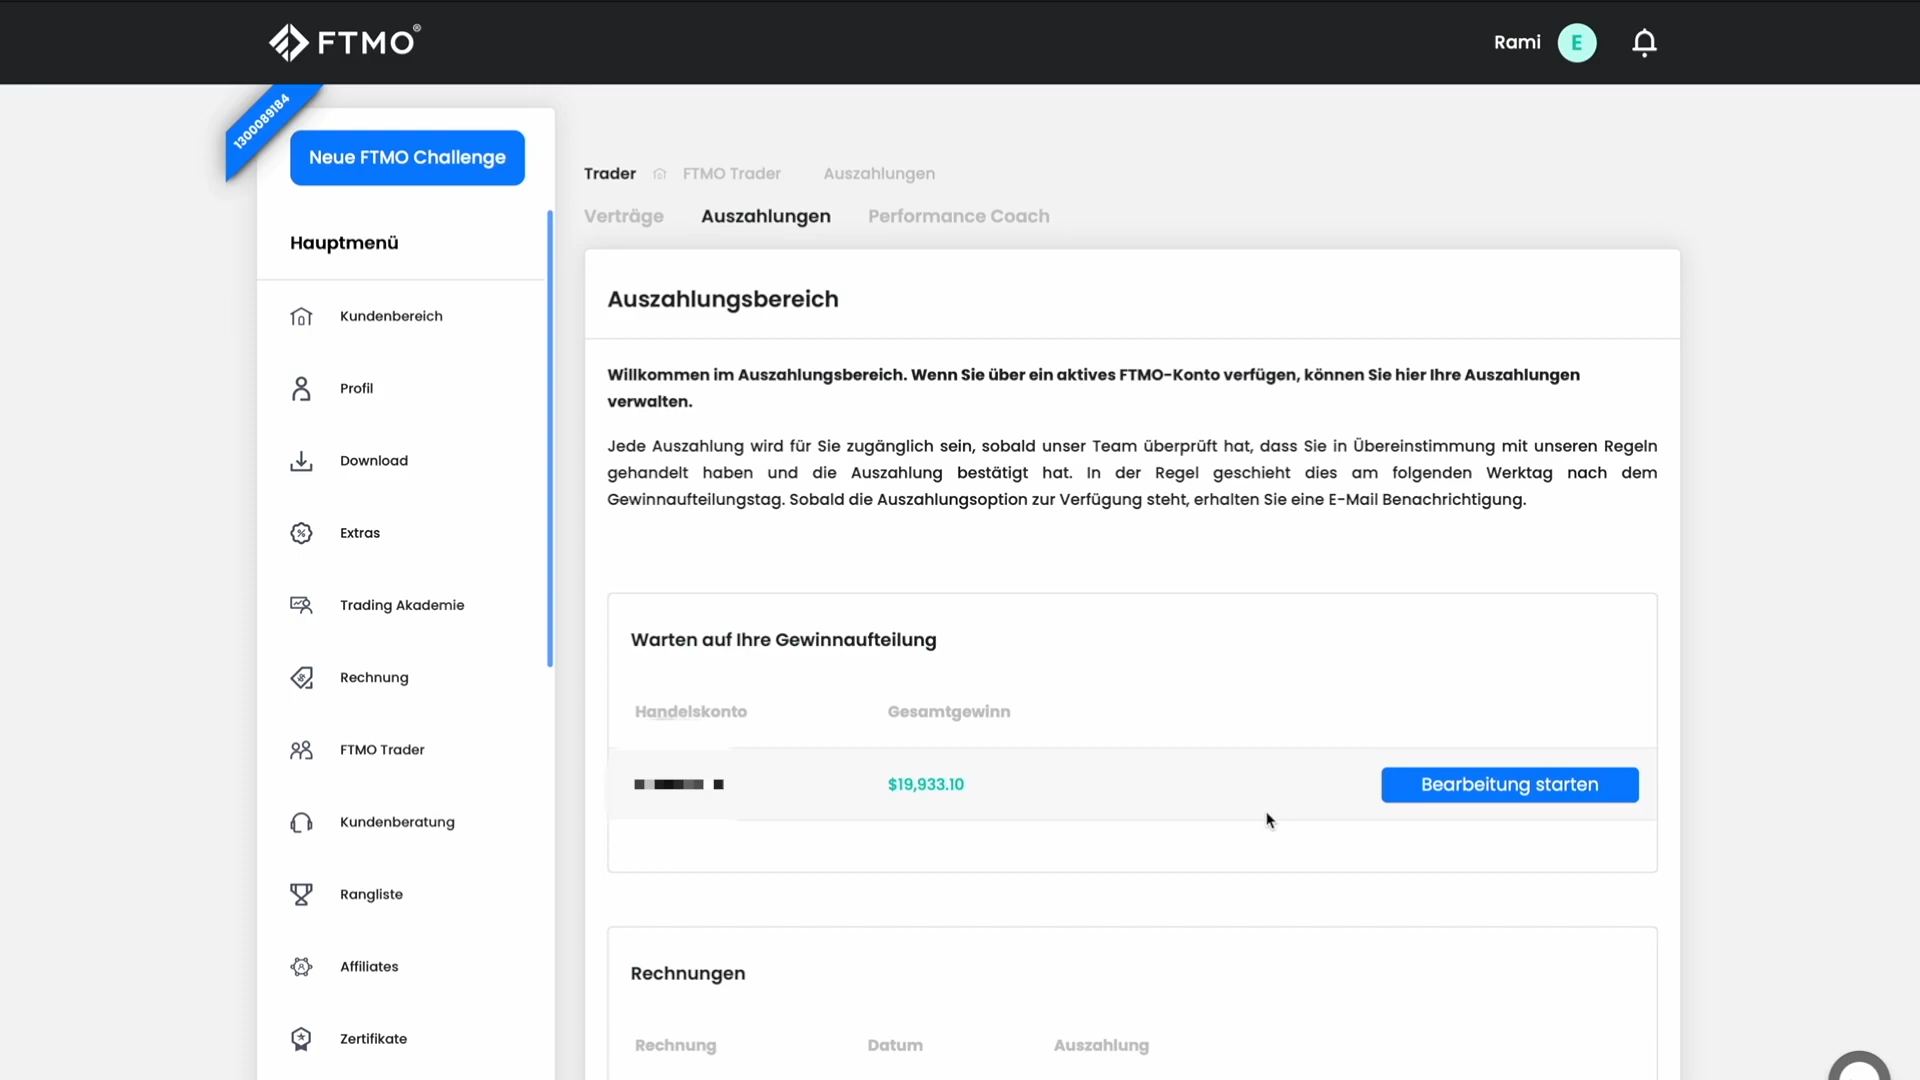 FTMO®
Rami
E
1300089184
Neue FTMO Challenge
Hauptmenü
Kundenbereich
Profil
Download
Extras
Trading Akademie
Rechnung
FTMO Trader
Kundenberatung
Rangliste
Affiliates
Zertifikate
Trader FTMO Trader Auszahlungen
Verträge Auszahlungen Performance Coach
Auszahlungsbereich
Willkommen im Auszahlungsbereich. Wenn Sie über ein aktives FTMO-Konto verfügen, können Sie hier Ihre Auszahlungen
verwalten.
Jede Auszahlung wird für Sie zugänglich sein, sobald unser Team überprüft hat, dass Sie in Übereinstimmung mit unseren Regeln
gehandelt haben und die Auszahlung bestätigt hat. In der Regel geschieht dies am folgenden Werktag nach dem
Gewinnaufteilungstag. Sobald die Auszahlungsoption zur Verfügung steht, erhalten Sie eine E-Mail Benachrichtigung.
Warten auf Ihre Gewinnaufteilung
Handelskonto Gesamtgewinn
$19,933.10 Bearbeitung starten
Rechnungen
Rechnung Datum Auszahlung